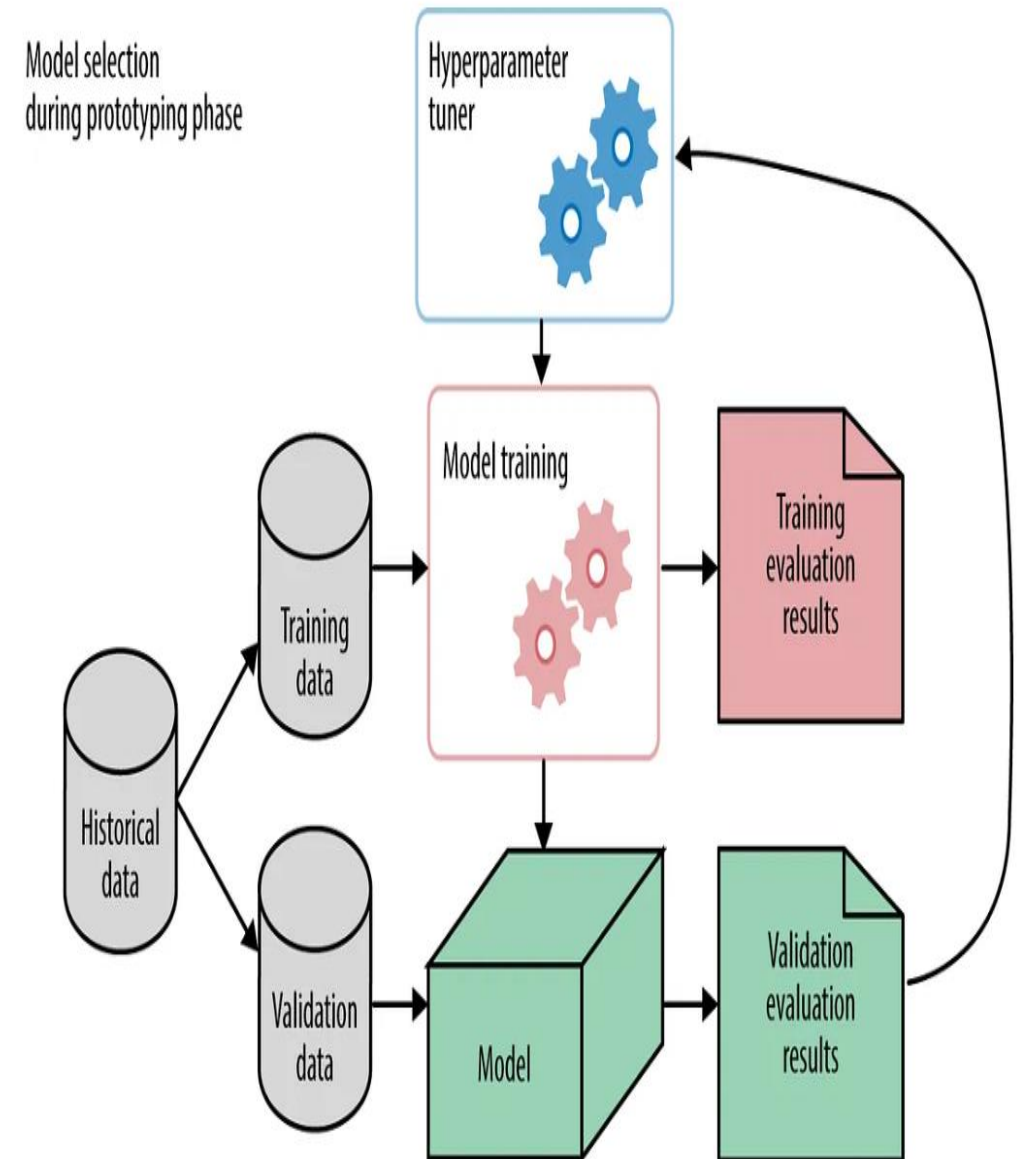 Model selection
during prototyping phase
Hyperparameter
tuner
Model training
Training
evaluation
results
Training
data
Historical
data
Validation
data
Model
Validation
evaluation
results